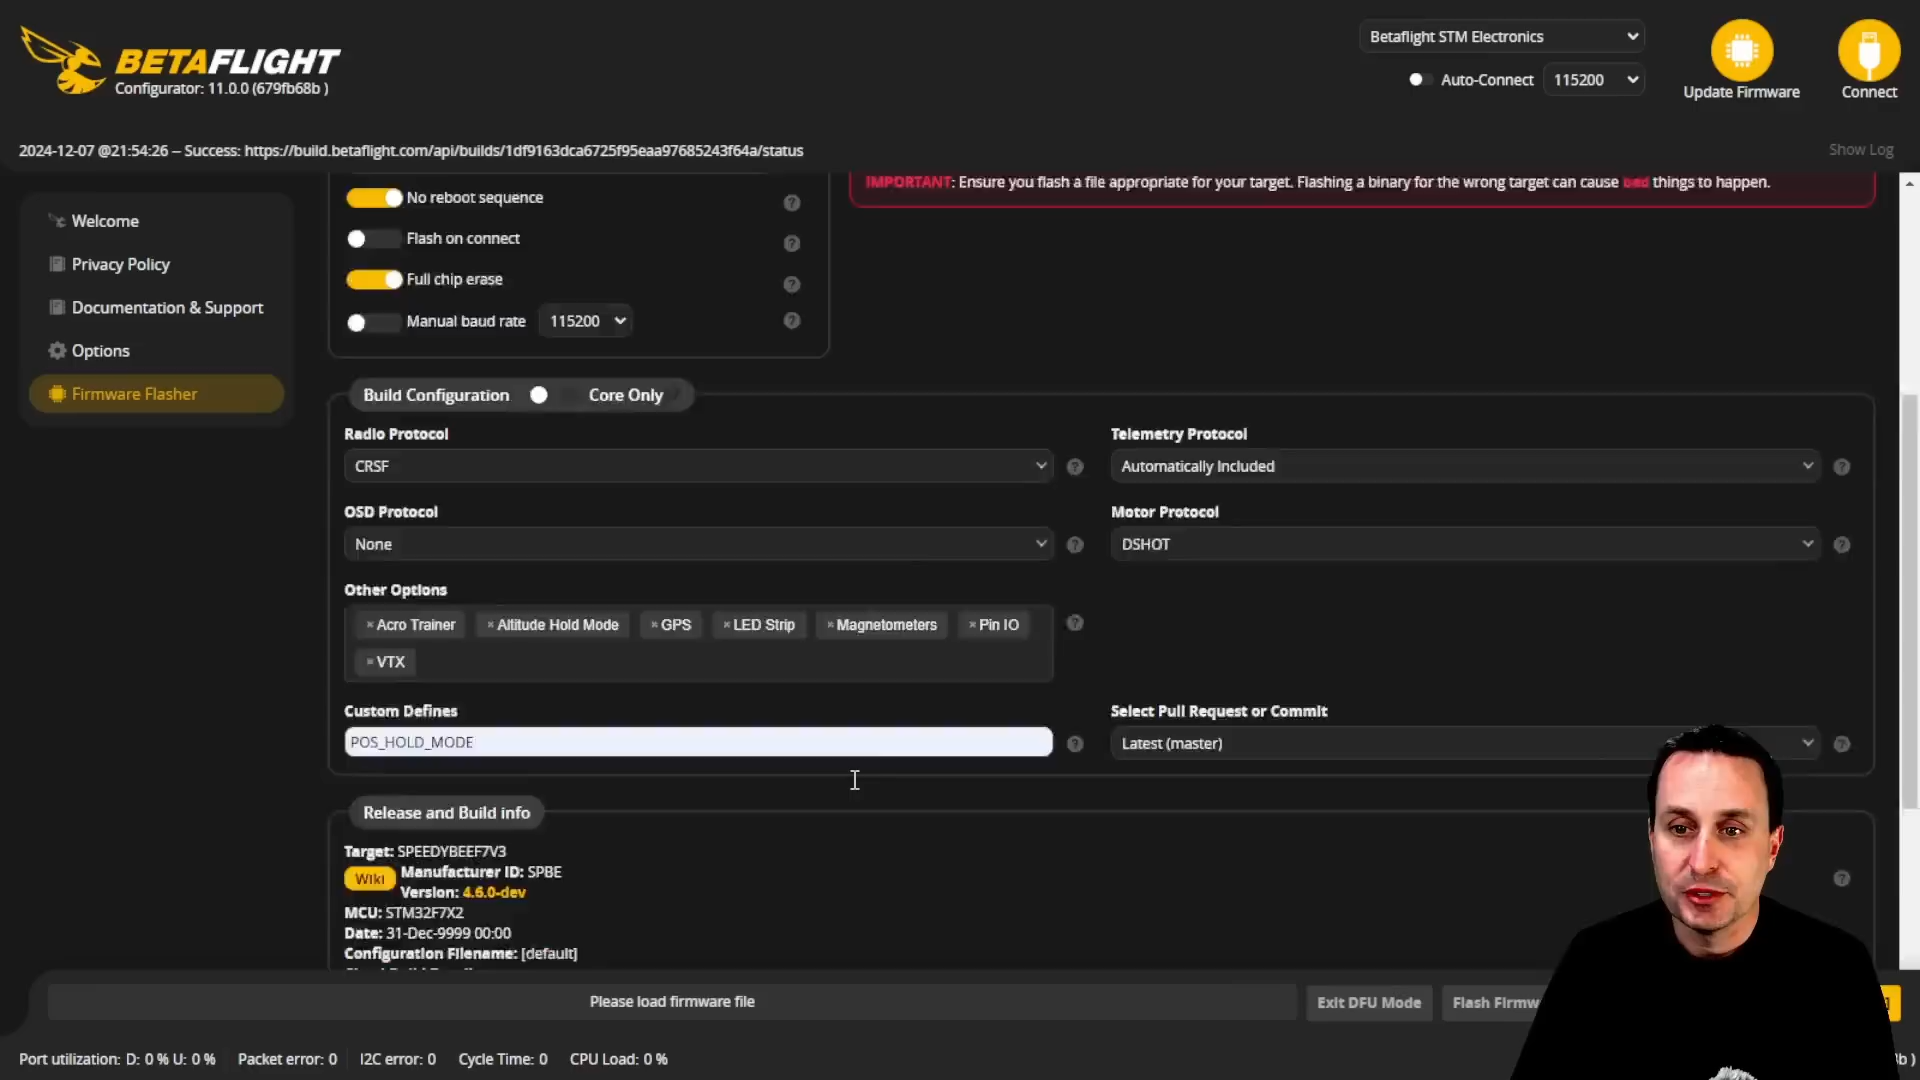 BETAFLIGHT
Configurator: 11.0.0 (679fb68b )
Betaflight STM Electronics
Auto-Connect 115200
Update Firmware
Connect
2024-12-07 @21:54:26 -- Success: https://build.betaflight.com/api/builds/1df9163dca6725f95eaa97685243f64a/status
Show Log
Welcome
Privacy Policy
Documentation & Support
Options
Firmware Flasher
No reboot sequence
Flash on connect
Full chip erase
Manual baud rate 115200
IMPORTANT: Ensure you flash a file appropriate for your target. Flashing a binary for the wrong target can cause bad things to happen.
Build Configuration Core Only
Radio Protocol
CRSF
Telemetry Protocol
Automatically Included
OSD Protocol
None
Motor Protocol
DSHOT
Other Options
× Acro Trainer × Altitude Hold Mode × GPS × LED Strip × Magnetometers × Pin IO
× VTX
Custom Defines
POS_HOLD_MODE
Select Pull Request or Commit
Latest (master)
Release and Build info
Target: SPEEDYBEEF7V3
Wiki
Manufacturer ID: SPBE
Version: 4.6.0-dev
MCU: STM32F7X2
Date: 31-Dec-9999 00:00
Configuration Filename: [default]
Please load firmware file
Exit DFU Mode
Flash Firmw
Port utilization: D: 0 % U: 0 % Packet error: 0 I2C error: 0 Cycle Time: 0 CPU Load: 0 %